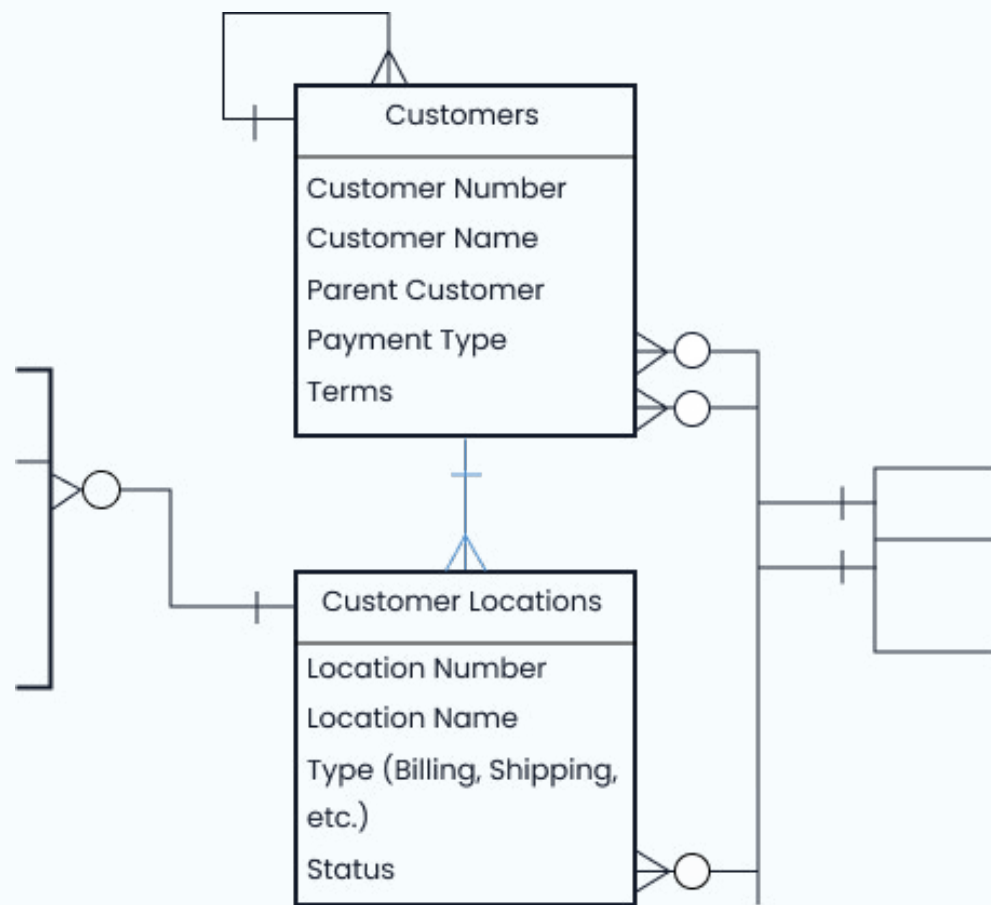 Customers
Customer Number
Customer Name
Parent Customer
Payment Type
Terms
Customer Locations
Location Number
Location Name
Type (Billing, Shipping,
etc.)
Status